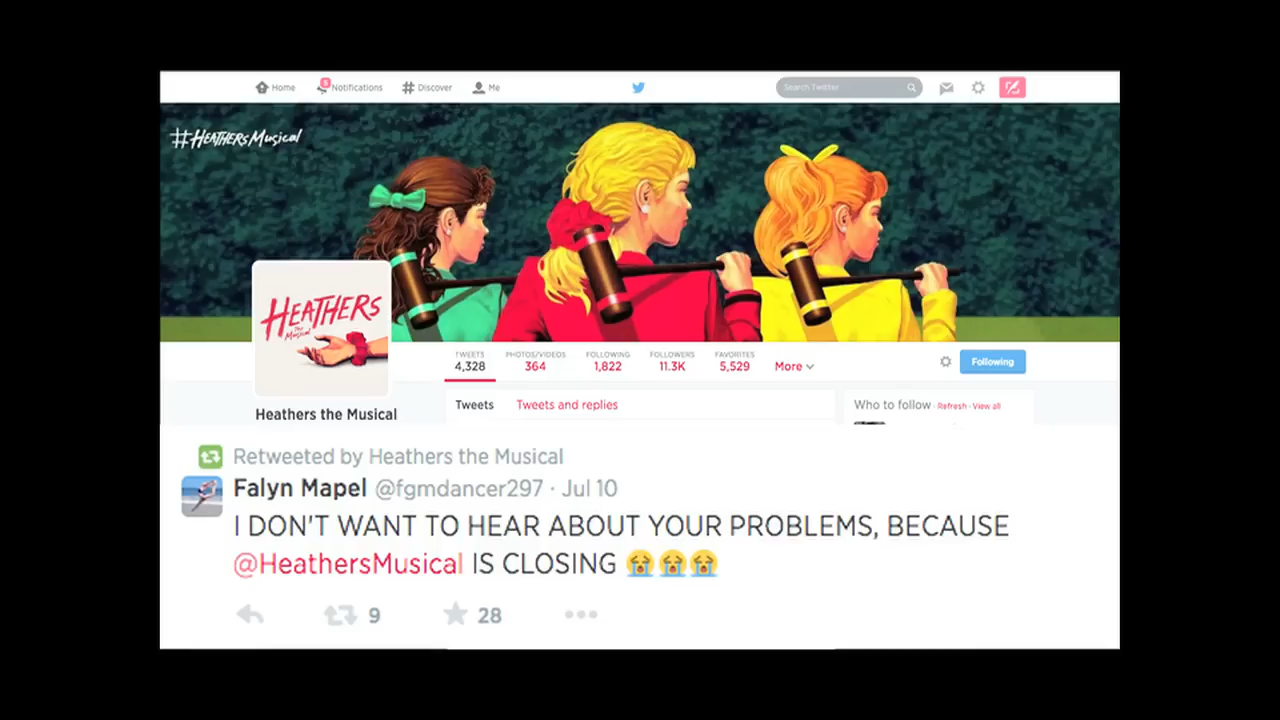 Home
5
Notifications
Discover
Me
Search Twitter
#HEATHERSMusical
HEATHERS
The
Musical
TWEETS
4,328
PHOTOS/VIDEOS
364
FOLLOWING
1,822
FOLLOWERS
11.3K
FAVORITES
5,529
More
Following
Heathers the Musical
Tweets
Tweets and replies
Who to follow · Refresh · View all
Retweeted by Heathers the Musical
Falyn Mapel @fgmdancer297 · Jul 10
I DON'T WANT TO HEAR ABOUT YOUR PROBLEMS, BECAUSE
@HeathersMusical IS CLOSING 😭😭😭
9
28